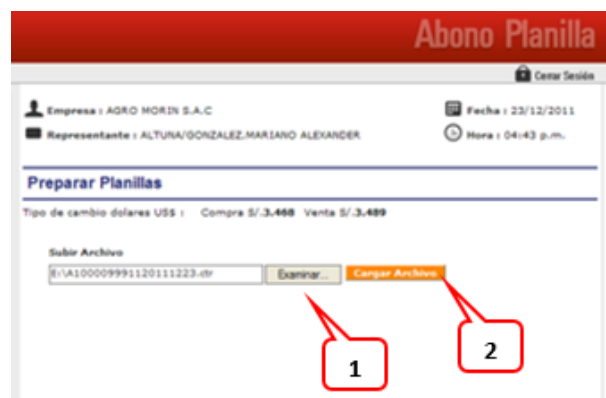 Abono Planilla
Cerrar Sesión
Empresa : AGRO MORIN S.A.C
Fecha : 23/12/2011
Representante : ALTUNA/GONZALEZ.MARIANO ALEXANDER
Hora : 04:43 p.m.
Preparar Planillas
Tipo de cambio dolares US$ : Compra S/.3.468 Venta S/.3.489
Subir Archivo
E:\A100009991120111223.ctr Examinar... Cargar Archivo
1
2